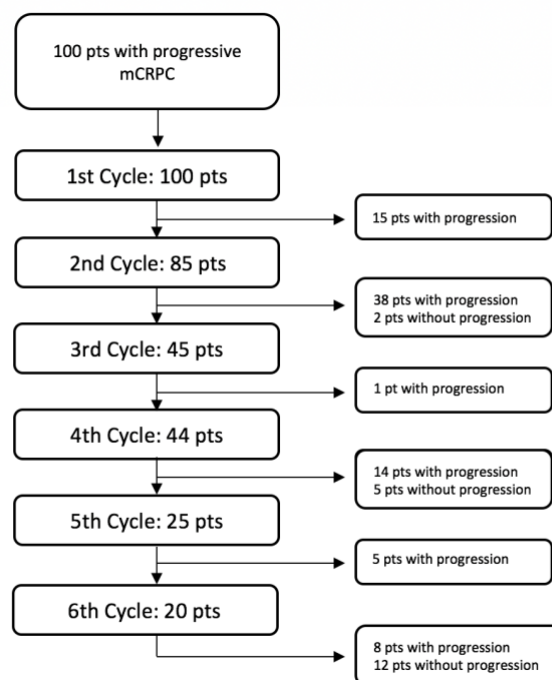 100 pts with progressive
mCRPC
1st Cycle: 100 pts
15 pts with progression
2nd Cycle: 85 pts
38 pts with progression
2 pts without progression
3rd Cycle: 45 pts
1 pt with progression
4th Cycle: 44 pts
14 pts with progression
5 pts without progression
5th Cycle: 25 pts
5 pts with progression
6th Cycle: 20 pts
8 pts with progression
12 pts without progression